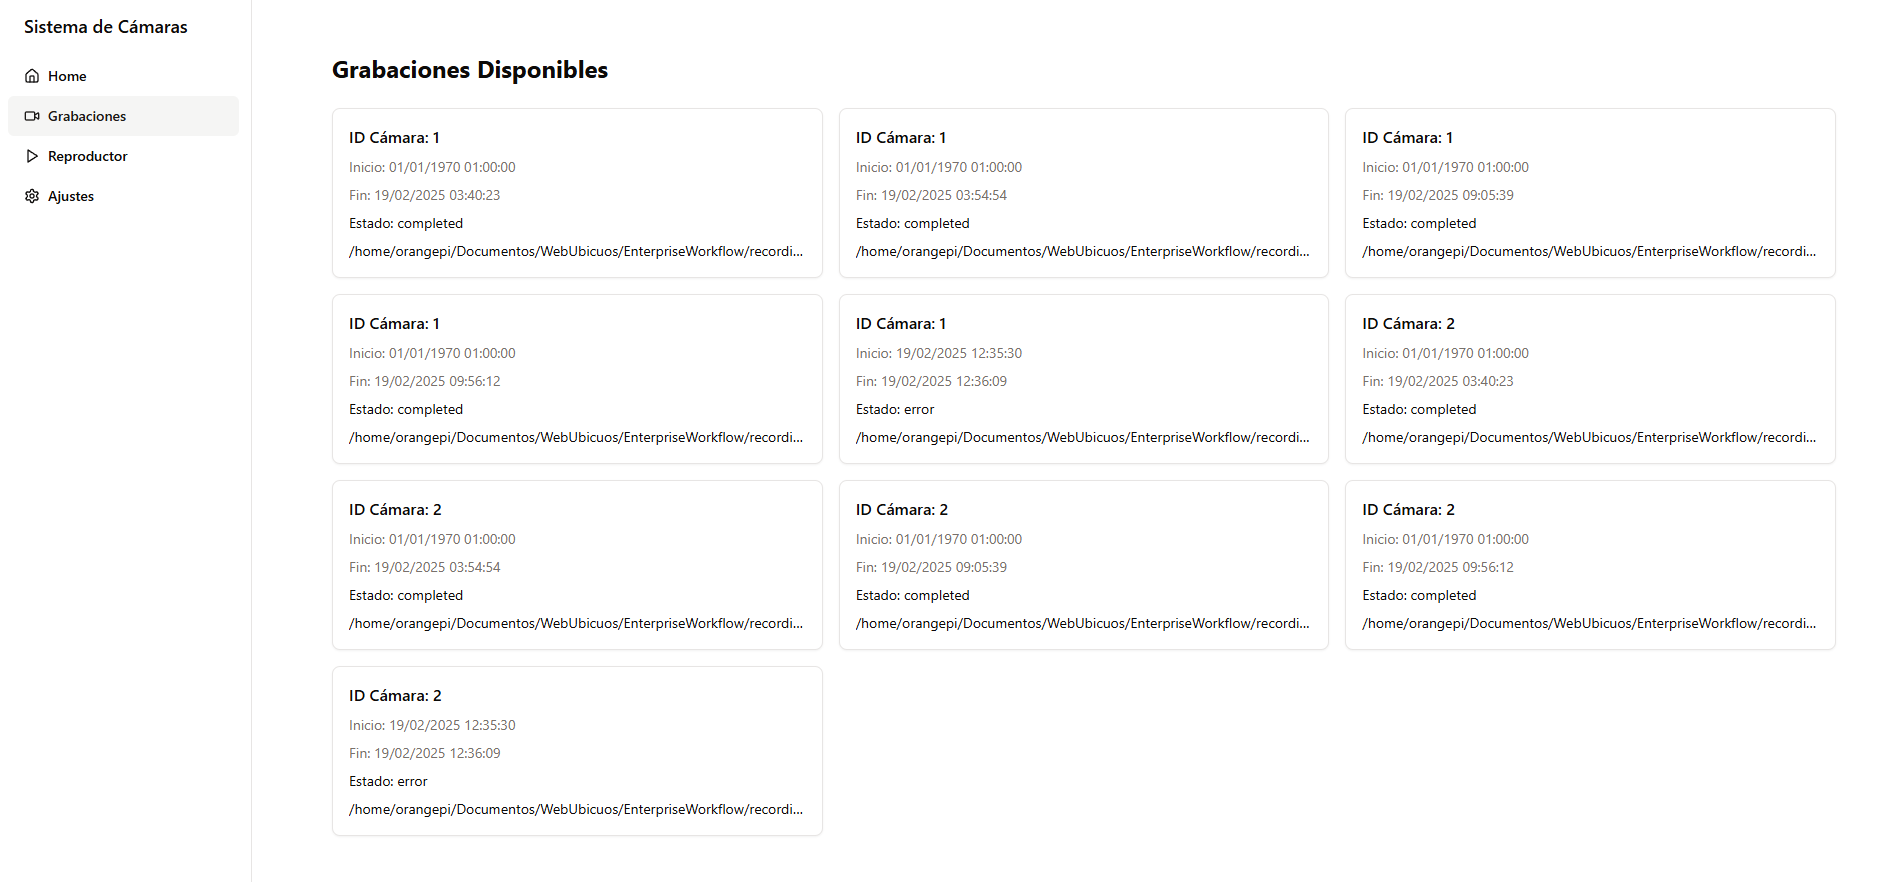 Sistema de Cámaras
Home
Grabaciones
Reproductor
Ajustes
Grabaciones Disponibles
ID Cámara: 1
Inicio: 01/01/1970 01:00:00
Fin: 19/02/2025 03:40:23
Estado: completed
/home/orangepi/Documentos/WebUbicuos/EnterpriseWorkflow/recordi...
ID Cámara: 1
Inicio: 01/01/1970 01:00:00
Fin: 19/02/2025 03:54:54
Estado: completed
/home/orangepi/Documentos/WebUbicuos/EnterpriseWorkflow/recordi...
ID Cámara: 1
Inicio: 01/01/1970 01:00:00
Fin: 19/02/2025 09:05:39
Estado: completed
/home/orangepi/Documentos/WebUbicuos/EnterpriseWorkflow/recordi...
ID Cámara: 1
Inicio: 01/01/1970 01:00:00
Fin: 19/02/2025 09:56:12
Estado: completed
/home/orangepi/Documentos/WebUbicuos/EnterpriseWorkflow/recordi...
ID Cámara: 1
Inicio: 19/02/2025 12:35:30
Fin: 19/02/2025 12:36:09
Estado: error
/home/orangepi/Documentos/WebUbicuos/EnterpriseWorkflow/recordi...
ID Cámara: 2
Inicio: 01/01/1970 01:00:00
Fin: 19/02/2025 03:40:23
Estado: completed
/home/orangepi/Documentos/WebUbicuos/EnterpriseWorkflow/recordi...
ID Cámara: 2
Inicio: 01/01/1970 01:00:00
Fin: 19/02/2025 03:54:54
Estado: completed
/home/orangepi/Documentos/WebUbicuos/EnterpriseWorkflow/recordi...
ID Cámara: 2
Inicio: 01/01/1970 01:00:00
Fin: 19/02/2025 09:05:39
Estado: completed
/home/orangepi/Documentos/WebUbicuos/EnterpriseWorkflow/recordi...
ID Cámara: 2
Inicio: 01/01/1970 01:00:00
Fin: 19/02/2025 09:56:12
Estado: completed
/home/orangepi/Documentos/WebUbicuos/EnterpriseWorkflow/recordi...
ID Cámara: 2
Inicio: 19/02/2025 12:35:30
Fin: 19/02/2025 12:36:09
Estado: error
/home/orangepi/Documentos/WebUbicuos/EnterpriseWorkflow/recordi...